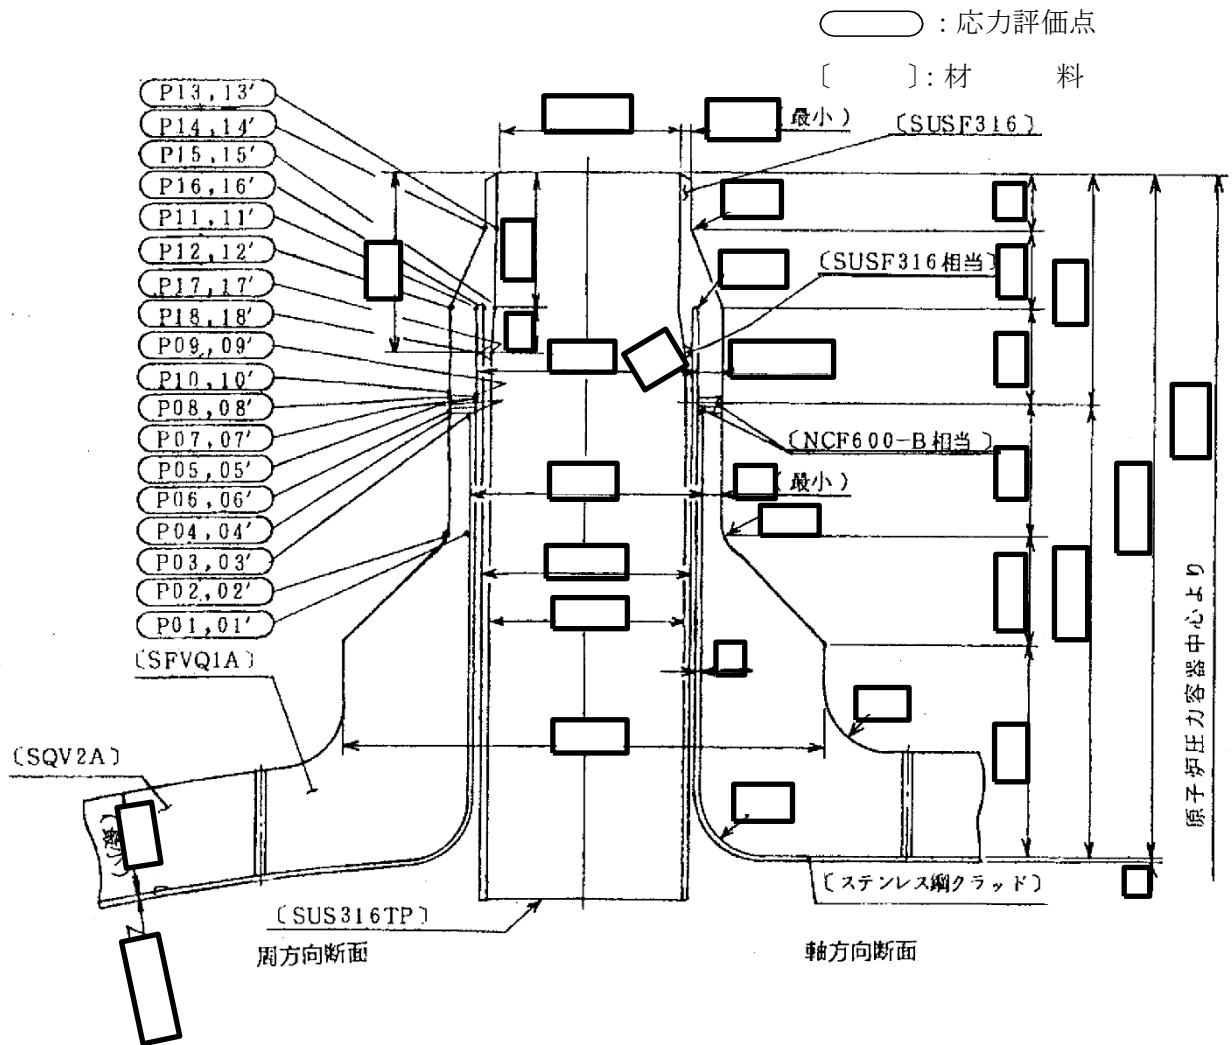 ：応力評価点
〔　　〕：材　料
P13,13′
P14,14′
P15,15′
P16,16′
P11,11′
P12,12′
P17,17′
P18,18′
P09,09′
P10,10′
P08,08′
P07,07′
P05,05′
P06,06′
P04,04′
P03,03′
P02,02′
P01,01′
(最小)
〔SUSF316〕
〔SUSF316相当〕
〔NCF600-B相当〕
(最小)
〔SFVQ1A〕
〔SQV2A〕
(最小)
〔SUS316TP〕
〔ステンレス鋼クラッド〕
原子炉圧力容器中心より
周方向断面
軸方向断面